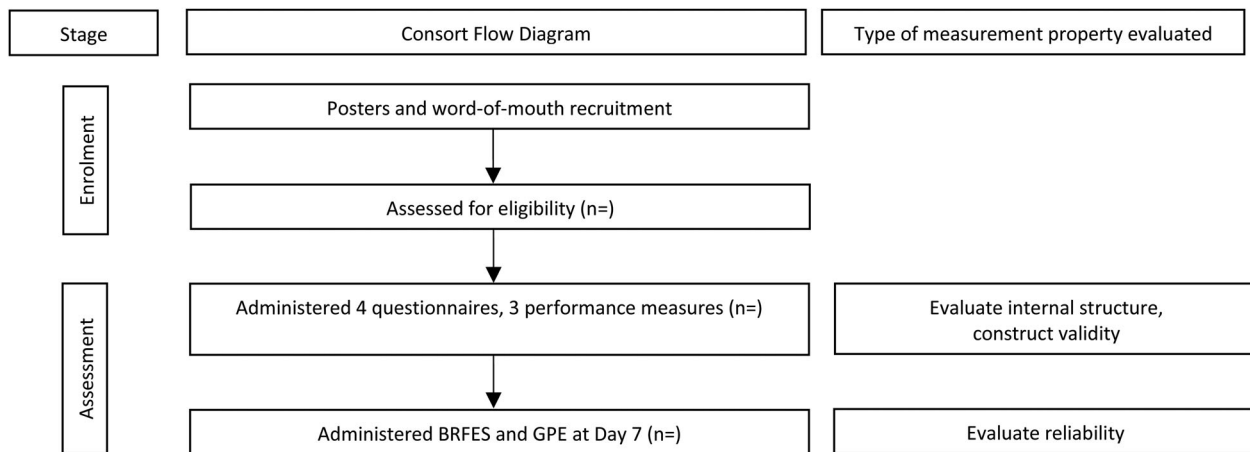 Stage
Consort Flow Diagram
Type of measurement property evaluated
Enrolment
Posters and word-of-mouth recruitment
Assessed for eligibility (n=)
Assessment
Administered 4 questionnaires, 3 performance measures (n=)
Evaluate internal structure,
construct validity
Administered BRFES and GPE at Day 7 (n=)
Evaluate reliability